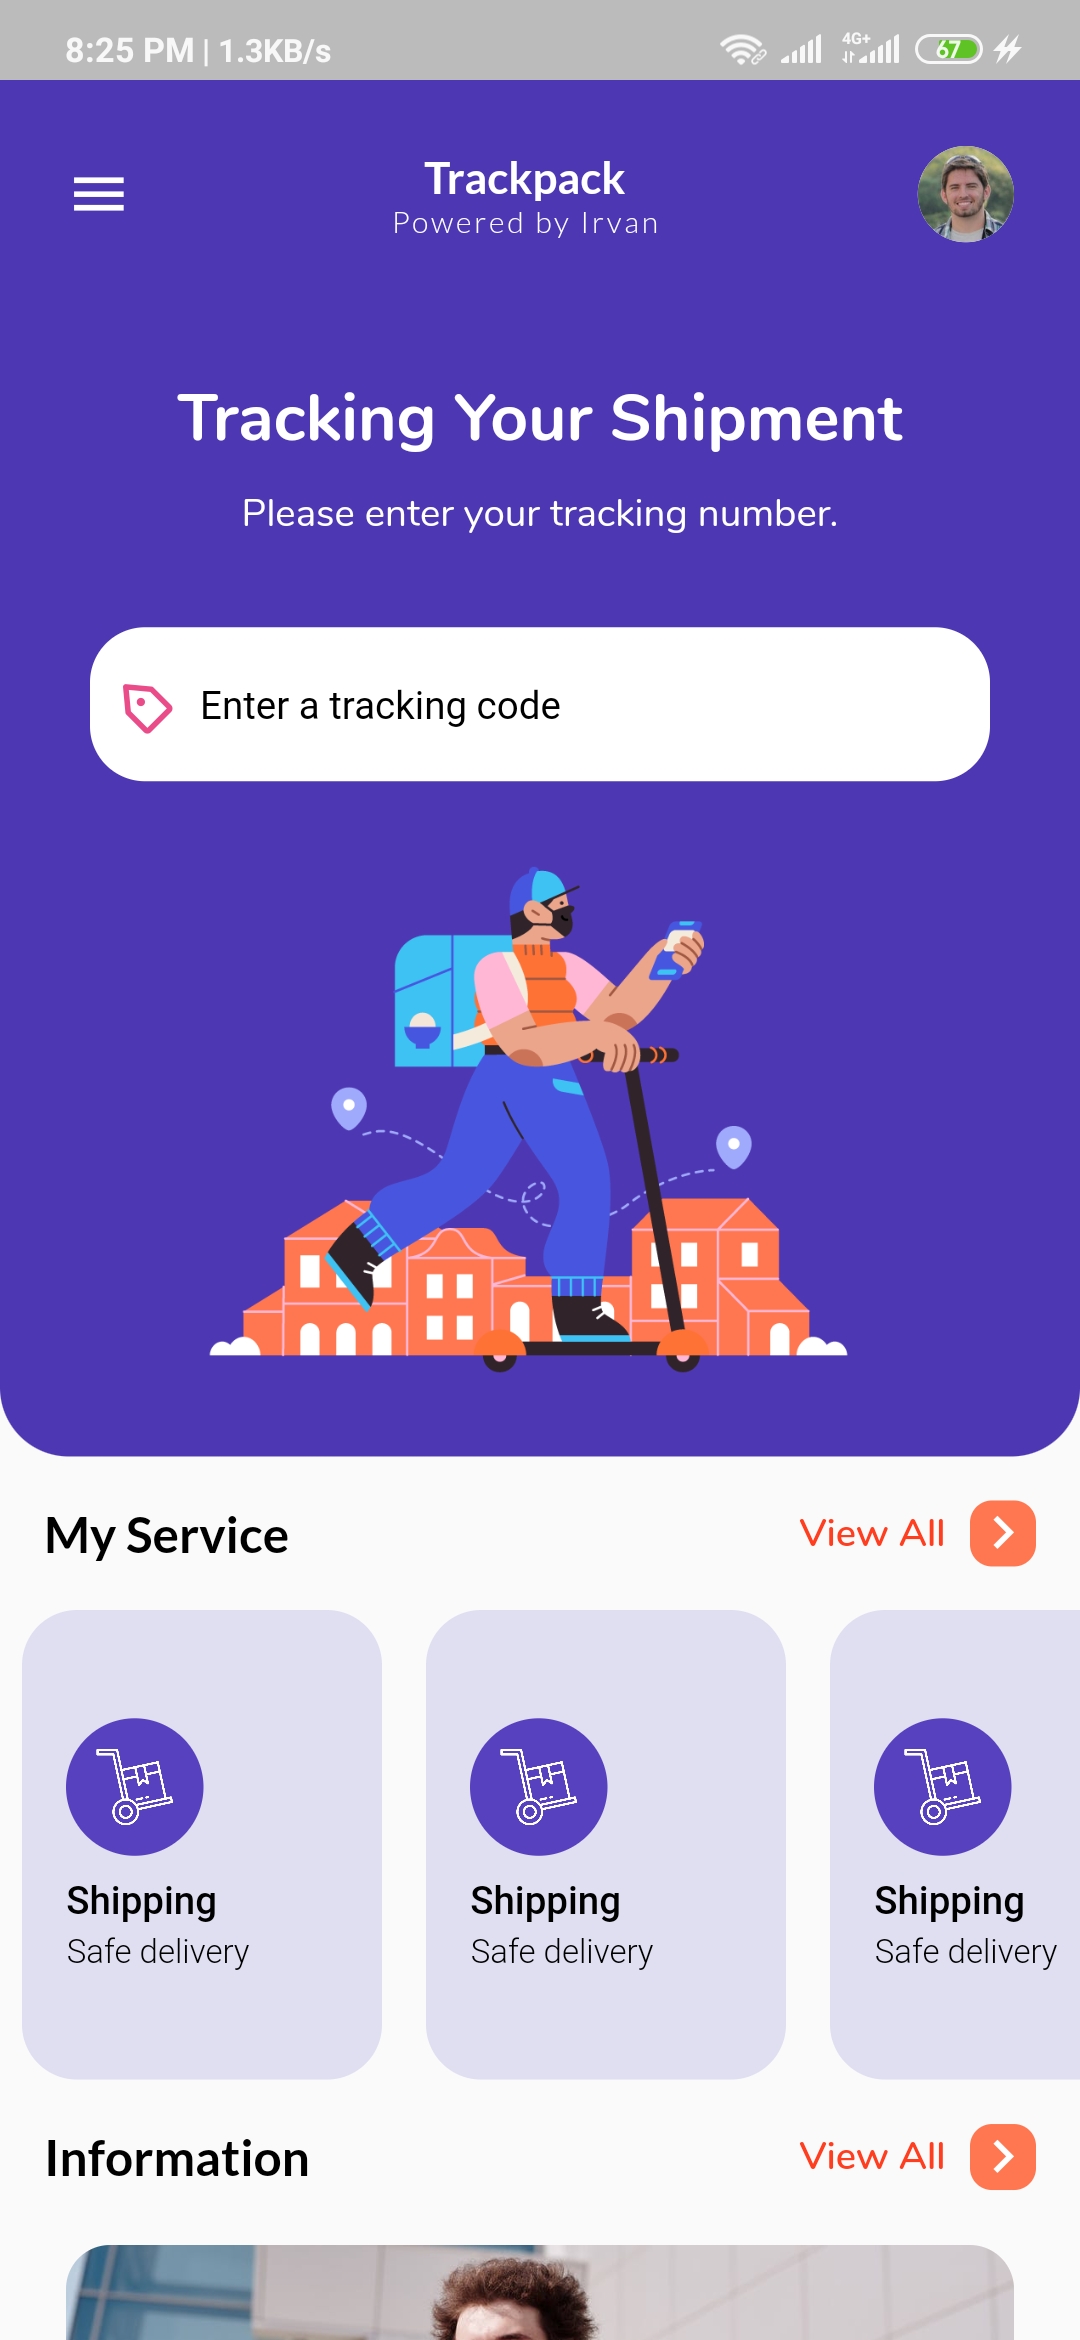 8:25 PM | 1.3KB/s
4G+
67
Trackpack
Powered by Irvan
Tracking Your Shipment
Please enter your tracking number.
Enter a tracking code
My Service
View All
Shipping
Safe delivery
Shipping
Safe delivery
Shipping
Safe delivery
Information
View All